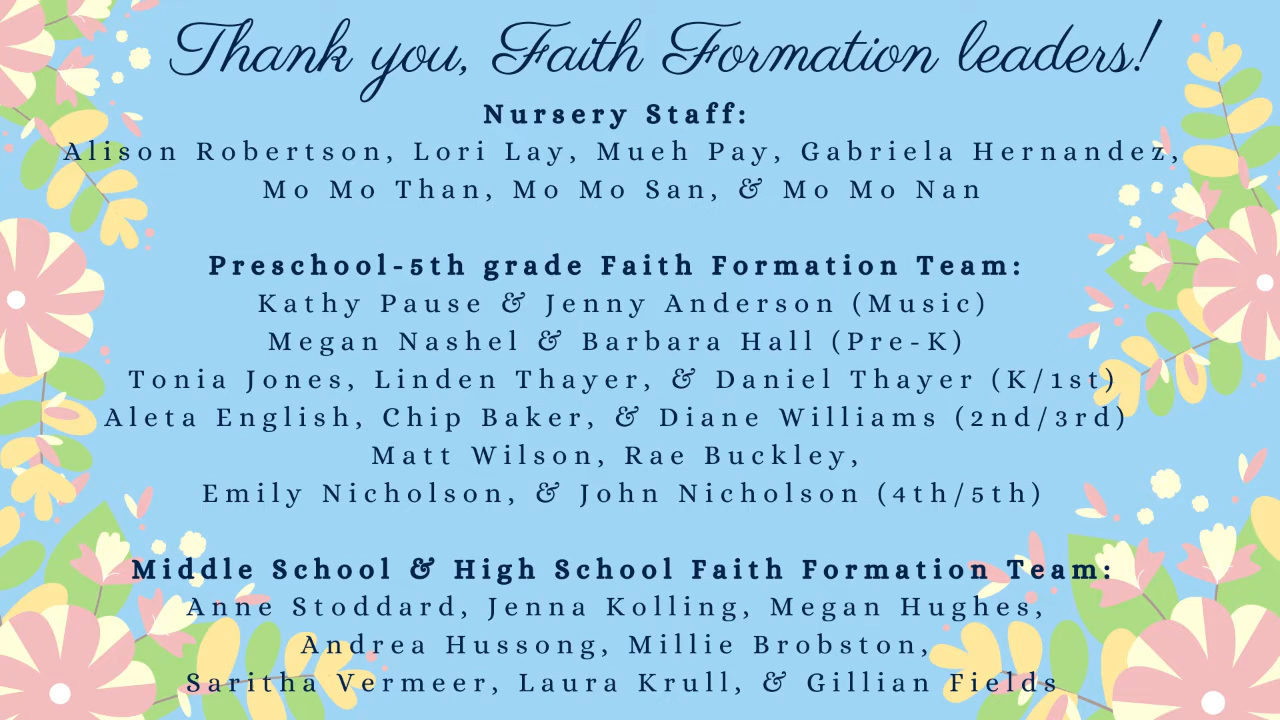 Thank you, Faith Formation leaders!
Nursery Staff:
Alison Robertson, Lori Lay, Mueh Pay, Gabriela Hernandez,
Mo Mo Than, Mo Mo San, & Mo Mo Nan
Preschool-5th grade Faith Formation Team:
Kathy Pause & Jenny Anderson (Music)
Megan Nashel & Barbara Hall (Pre-K)
Tonia Jones, Linden Thayer, & Daniel Thayer (K/1st)
Aleta English, Chip Baker, & Diane Williams (2nd/3rd)
Matt Wilson, Rae Buckley,
Emily Nicholson, & John Nicholson (4th/5th)
Middle School & High School Faith Formation Team:
Anne Stoddard, Jenna Kolling, Megan Hughes,
Andrea Hussong, Millie Brobston,
Saritha Vermeer, Laura Krull, & Gillian Fields